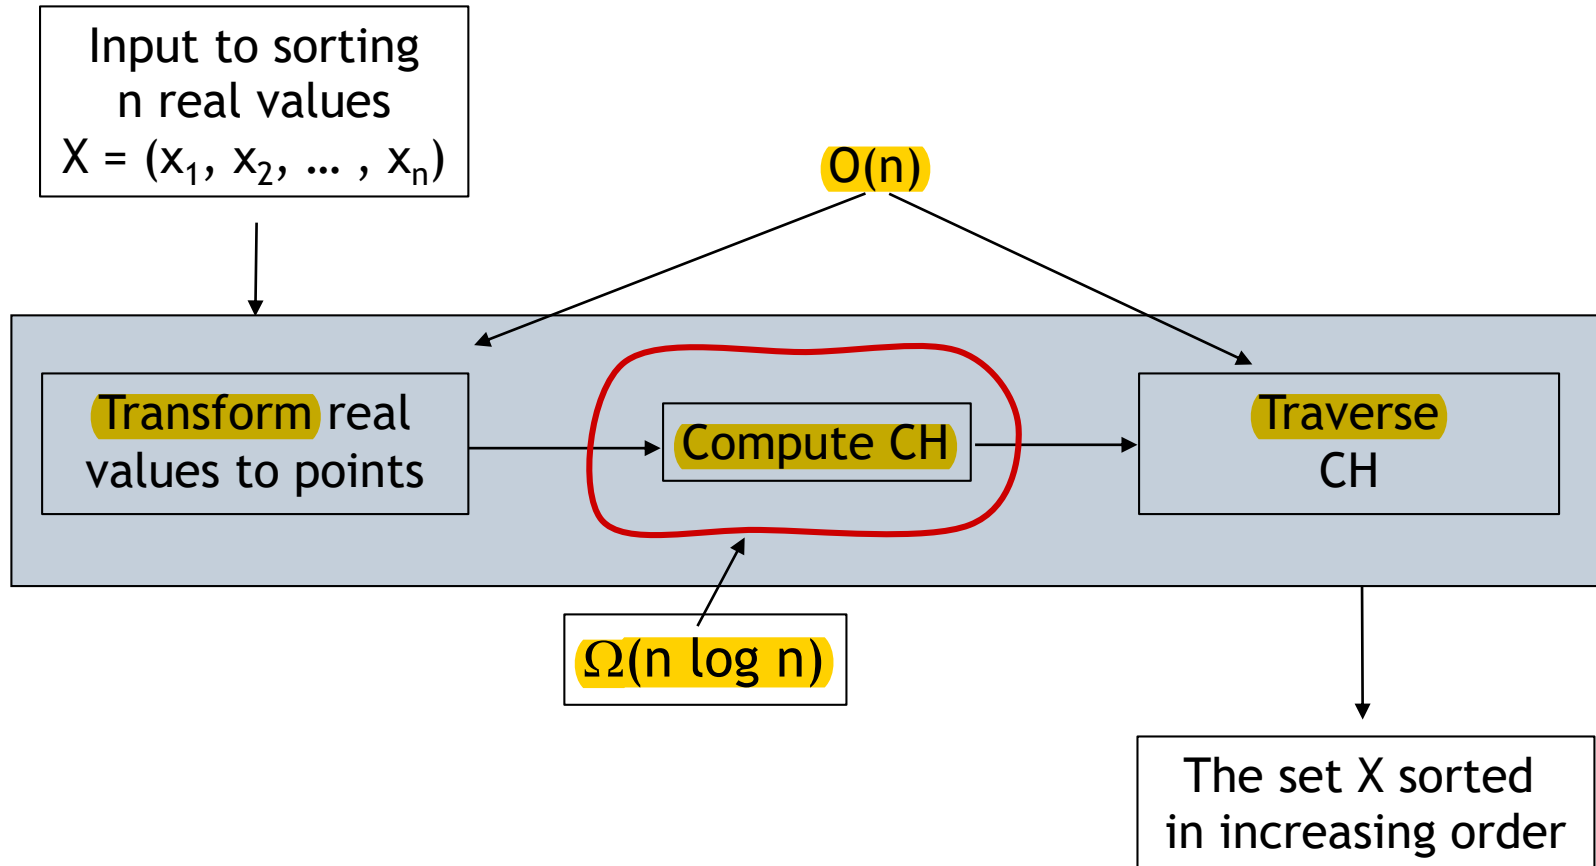 Input to sorting
n real values
X = (x₁, x₂, … , xₙ)
O(n)
Transform real
values to points
Compute CH
Traverse
CH
Ω(n log n)
The set X sorted
in increasing order